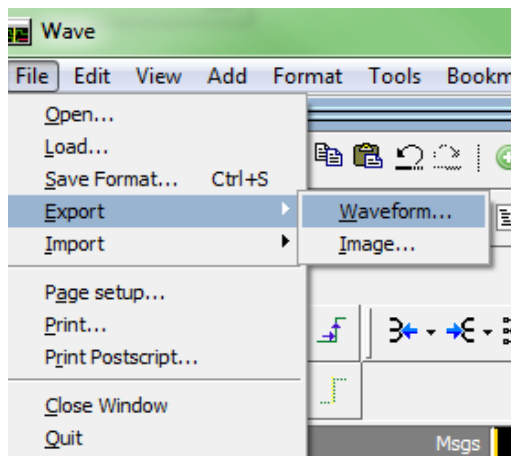 Wave
File Edit View Add Format Tools Bookm
Open...
Load...
Save Format... Ctrl+S
Export
Waveform...
Import
Image...
Page setup...
Print...
Print Postscript...
Close Window
Quit
Msgs